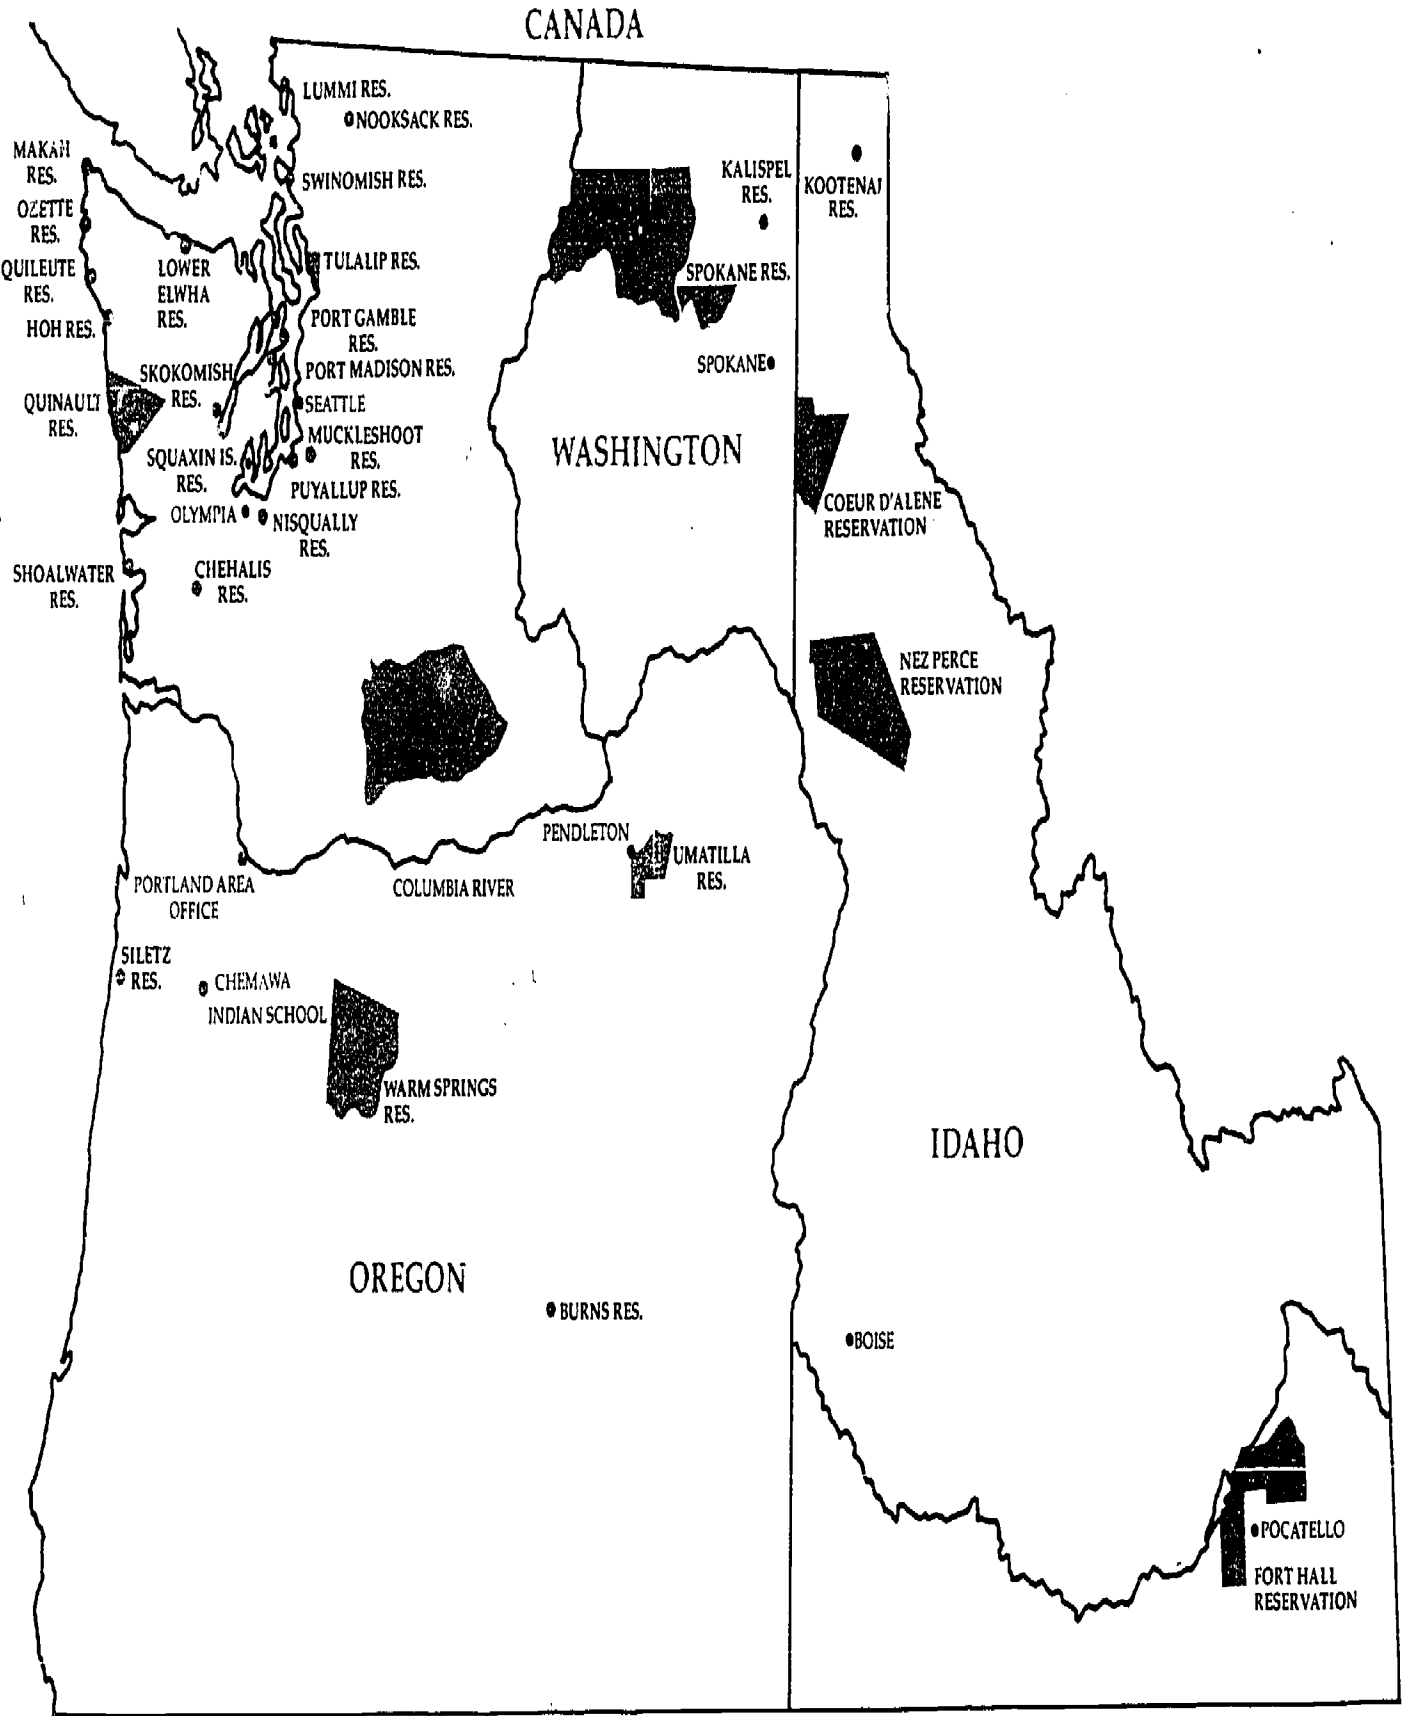 CANADA
LUMMI RES.
NOOKSACK RES.
MAKAH
RES.
SWINOMISH RES.
KALISPEL
RES.
KOOTENAI
RES.
OZETTE
RES.
QUILEUTE
RES.
LOWER
ELWHA
RES.
TULALIP RES.
SPOKANE RES.
HOH RES.
PORT GAMBLE
RES.
SKOKOMISH
RES.
PORT MADISON RES.
SPOKANE
QUINAULT
RES.
SEATTLE
MUCKLESHOOT
RES.
WASHINGTON
SQUAXIN IS.
RES.
PUYALLUP RES.
OLYMPIA
NISQUALLY
RES.
COEUR D'ALENE
RESERVATION
SHOALWATER
RES.
CHEHALIS
RES.
NEZ PERCE
RESERVATION
PENDLETON
UMATILLA
RES.
PORTLAND AREA
OFFICE
COLUMBIA RIVER
SILETZ
RES.
CHEMAWA
INDIAN SCHOOL
WARM SPRINGS
RES.
IDAHO
OREGON
BURNS RES.
BOISE
POCATELLO
FORT HALL
RESERVATION